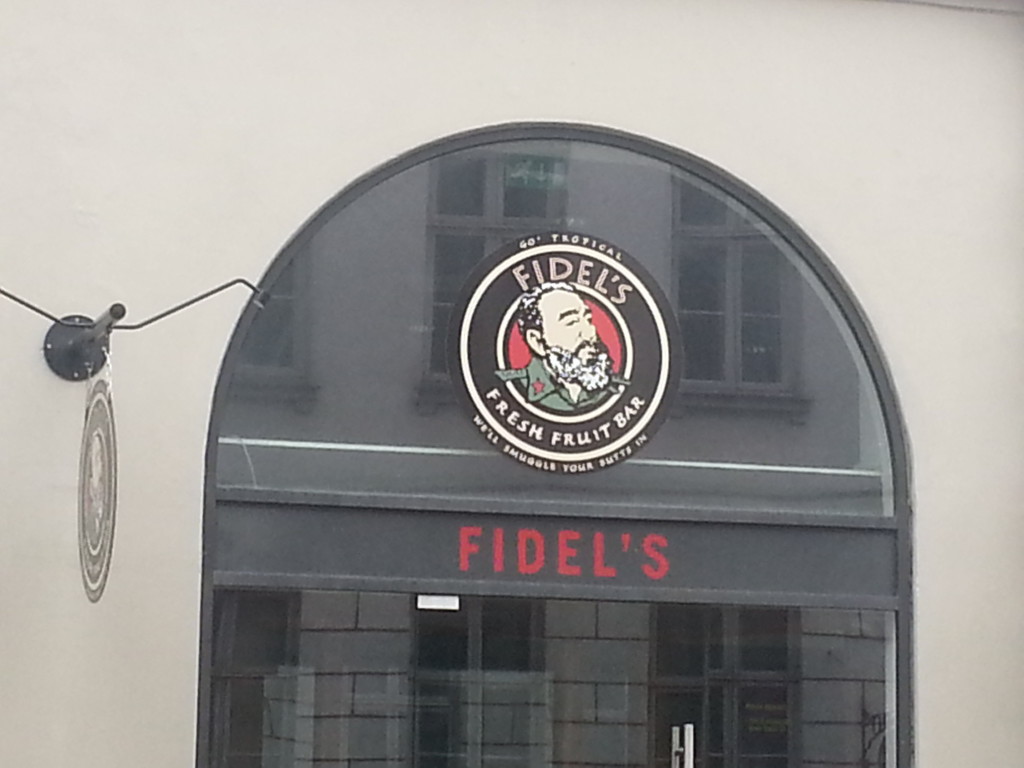 GO' TROPICAL
FIDEL'S
FRESH FRUIT BAR
WE'LL SMUGGLE YOUR BUTTS IN
FIDEL'S